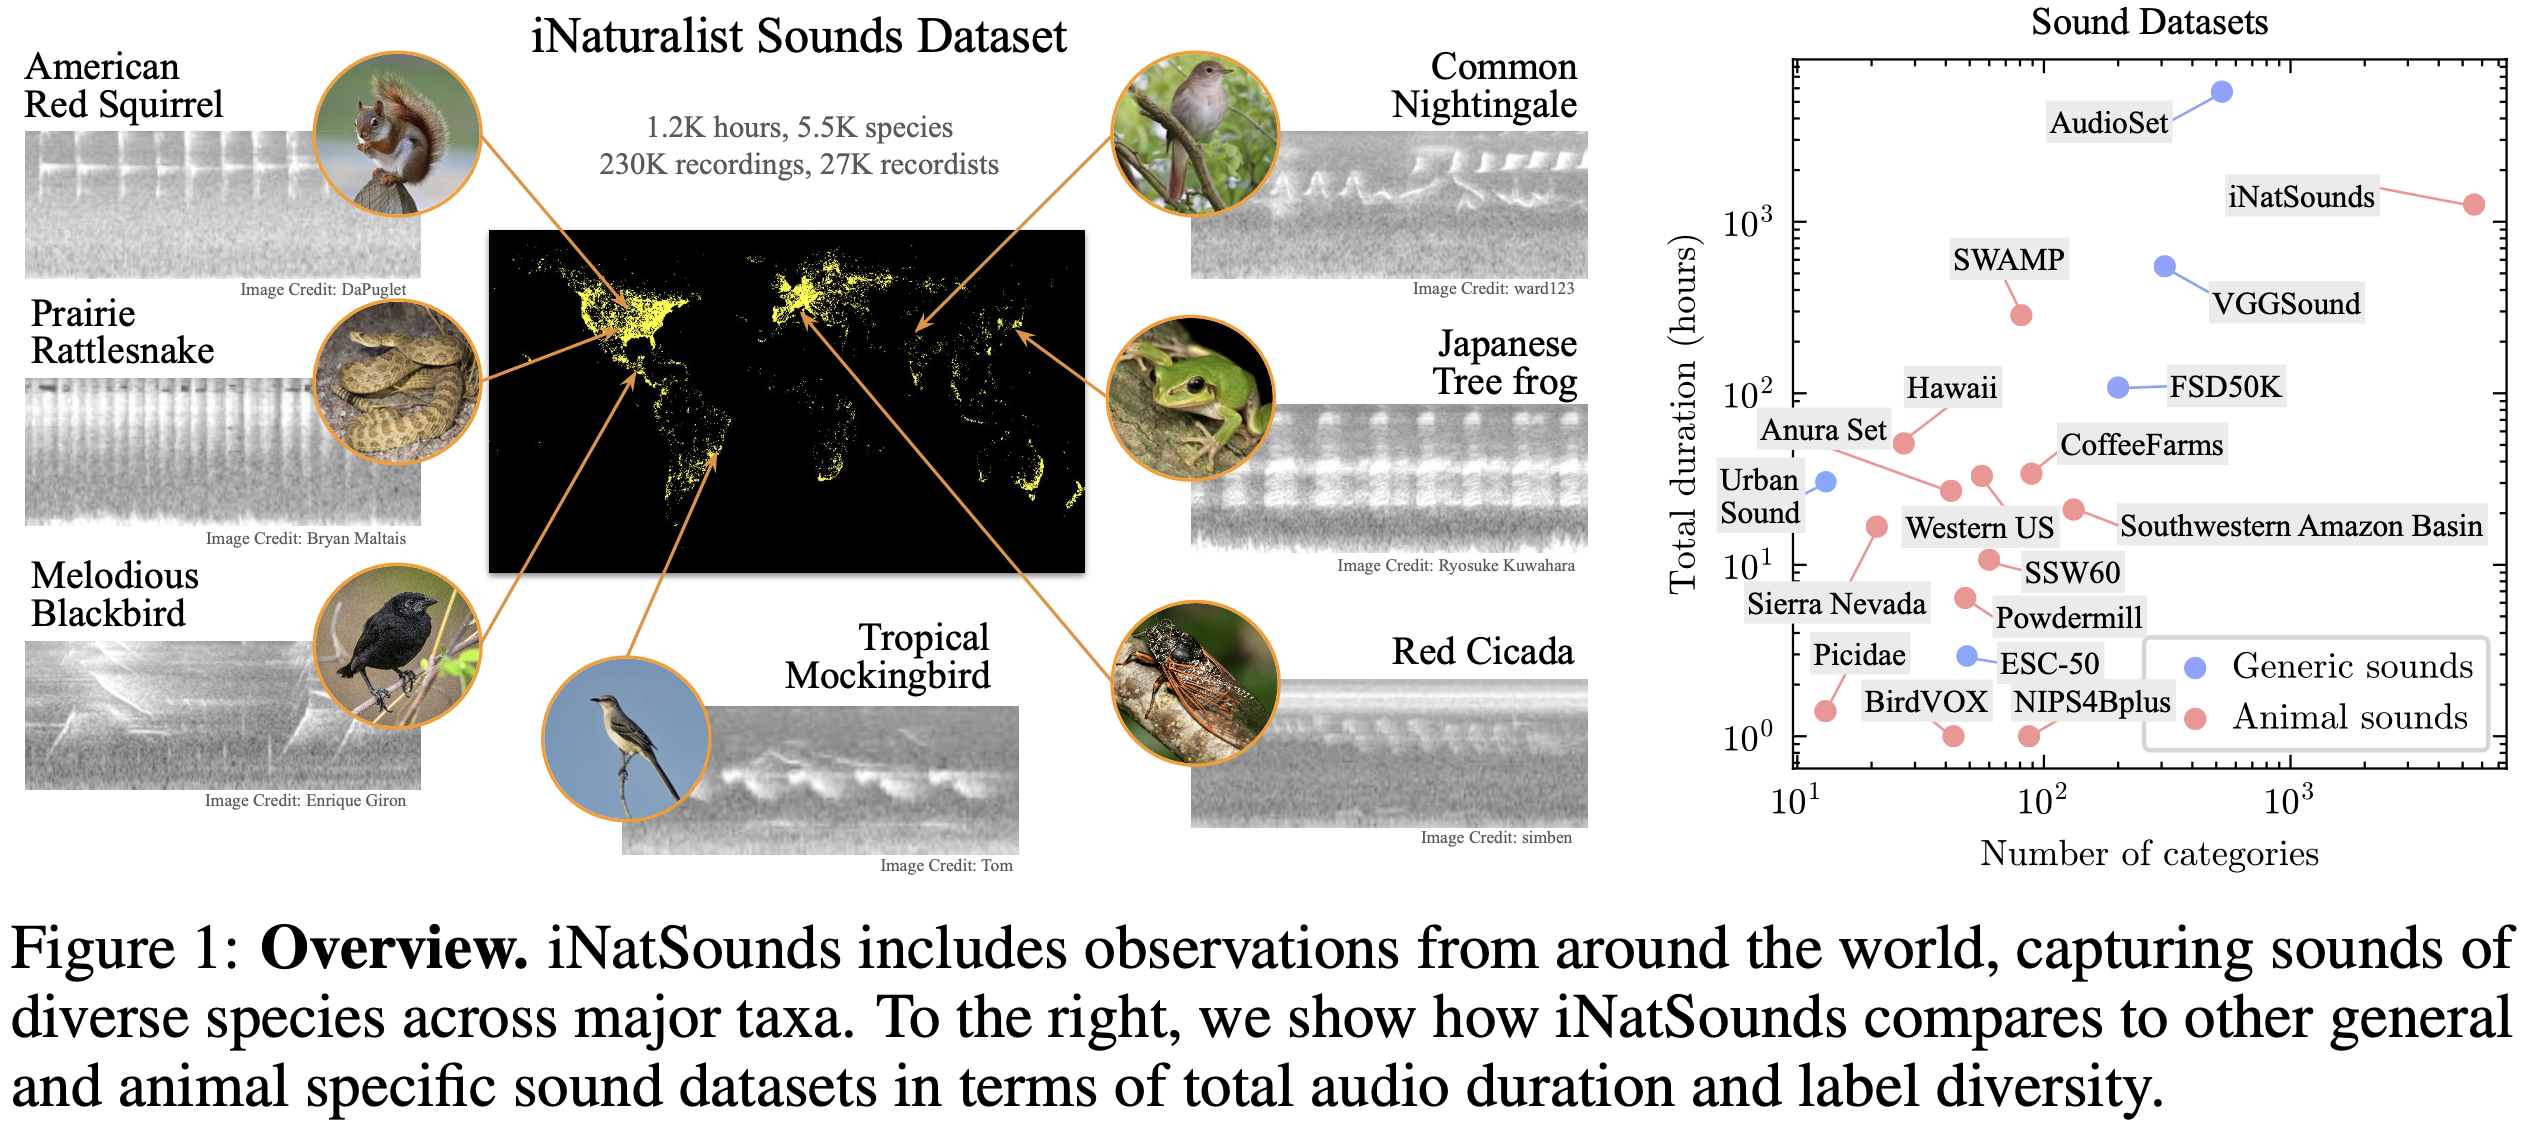 iNaturalist Sounds Dataset
1.2K hours, 5.5K species
230K recordings, 27K recordists
American
Red Squirrel
Image Credit: DaPuglet
Prairie
Rattlesnake
Image Credit: Bryan Maltais
Melodious
Blackbird
Image Credit: Enrique Giron
Tropical
Mockingbird
Image Credit: Tom
Common
Nightingale
Image Credit: ward123
Japanese
Tree frog
Image Credit: Ryosuke Kuwahara
Red Cicada
Image Credit: simben
Sound Datasets
Total duration (hours)
10³
10²
10¹
10⁰
AudioSet
iNatSounds
SWAMP
VGGSound
Hawaii
FSD50K
Anura Set
CoffeeFarms
Urban
Sound
Western US
Southwestern Amazon Basin
SSW60
Sierra Nevada
Powdermill
Picidae
ESC-50
BirdVOX
NIPS4Bplus
Generic sounds
Animal sounds
10¹
10²
10³
Number of categories
Figure 1: Overview. iNatSounds includes observations from around the world, capturing sounds of
diverse species across major taxa. To the right, we show how iNatSounds compares to other general
and animal specific sound datasets in terms of total audio duration and label diversity.